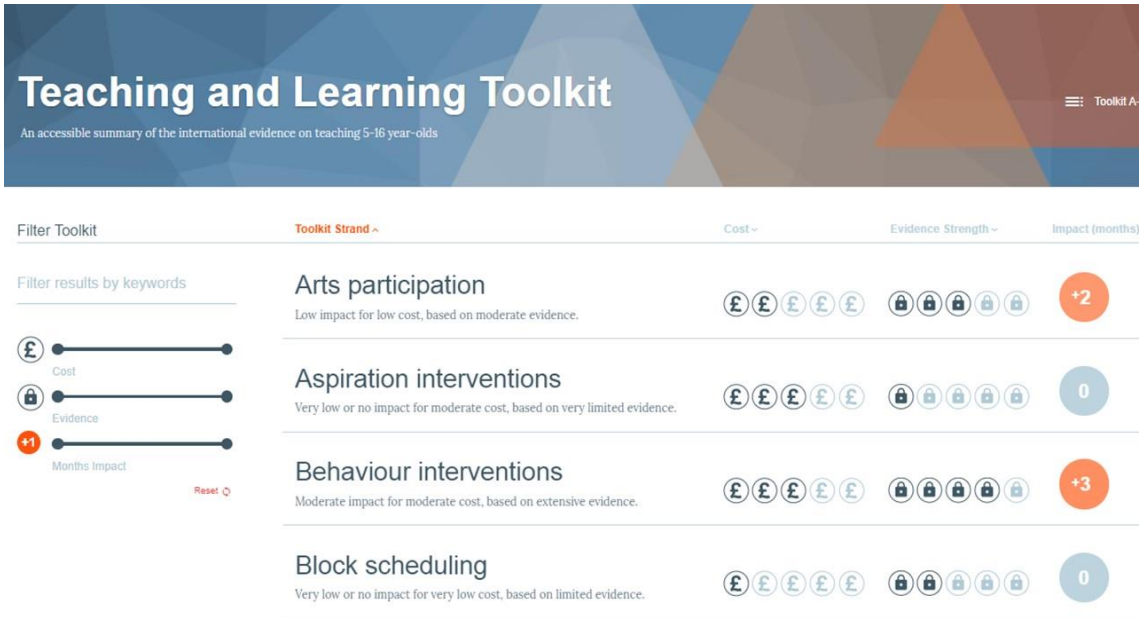 Teaching and Learning Toolkit
An accessible summary of the international evidence on teaching 5-16 year-olds
Toolkit A-
Filter Toolkit
Toolkit Strand
Cost
Evidence Strength
Impact (months)
Filter results by keywords
£
Cost
Evidence
+1
Months Impact
Reset
Arts participation
Low impact for low cost, based on moderate evidence.
£ £ £ £ £
+2
Aspiration interventions
Very low or no impact for moderate cost, based on very limited evidence.
£ £ £ £ £
0
Behaviour interventions
Moderate impact for moderate cost, based on extensive evidence.
£ £ £ £ £
+3
Block scheduling
Very low or no impact for very low cost, based on limited evidence.
£ £ £ £ £
0